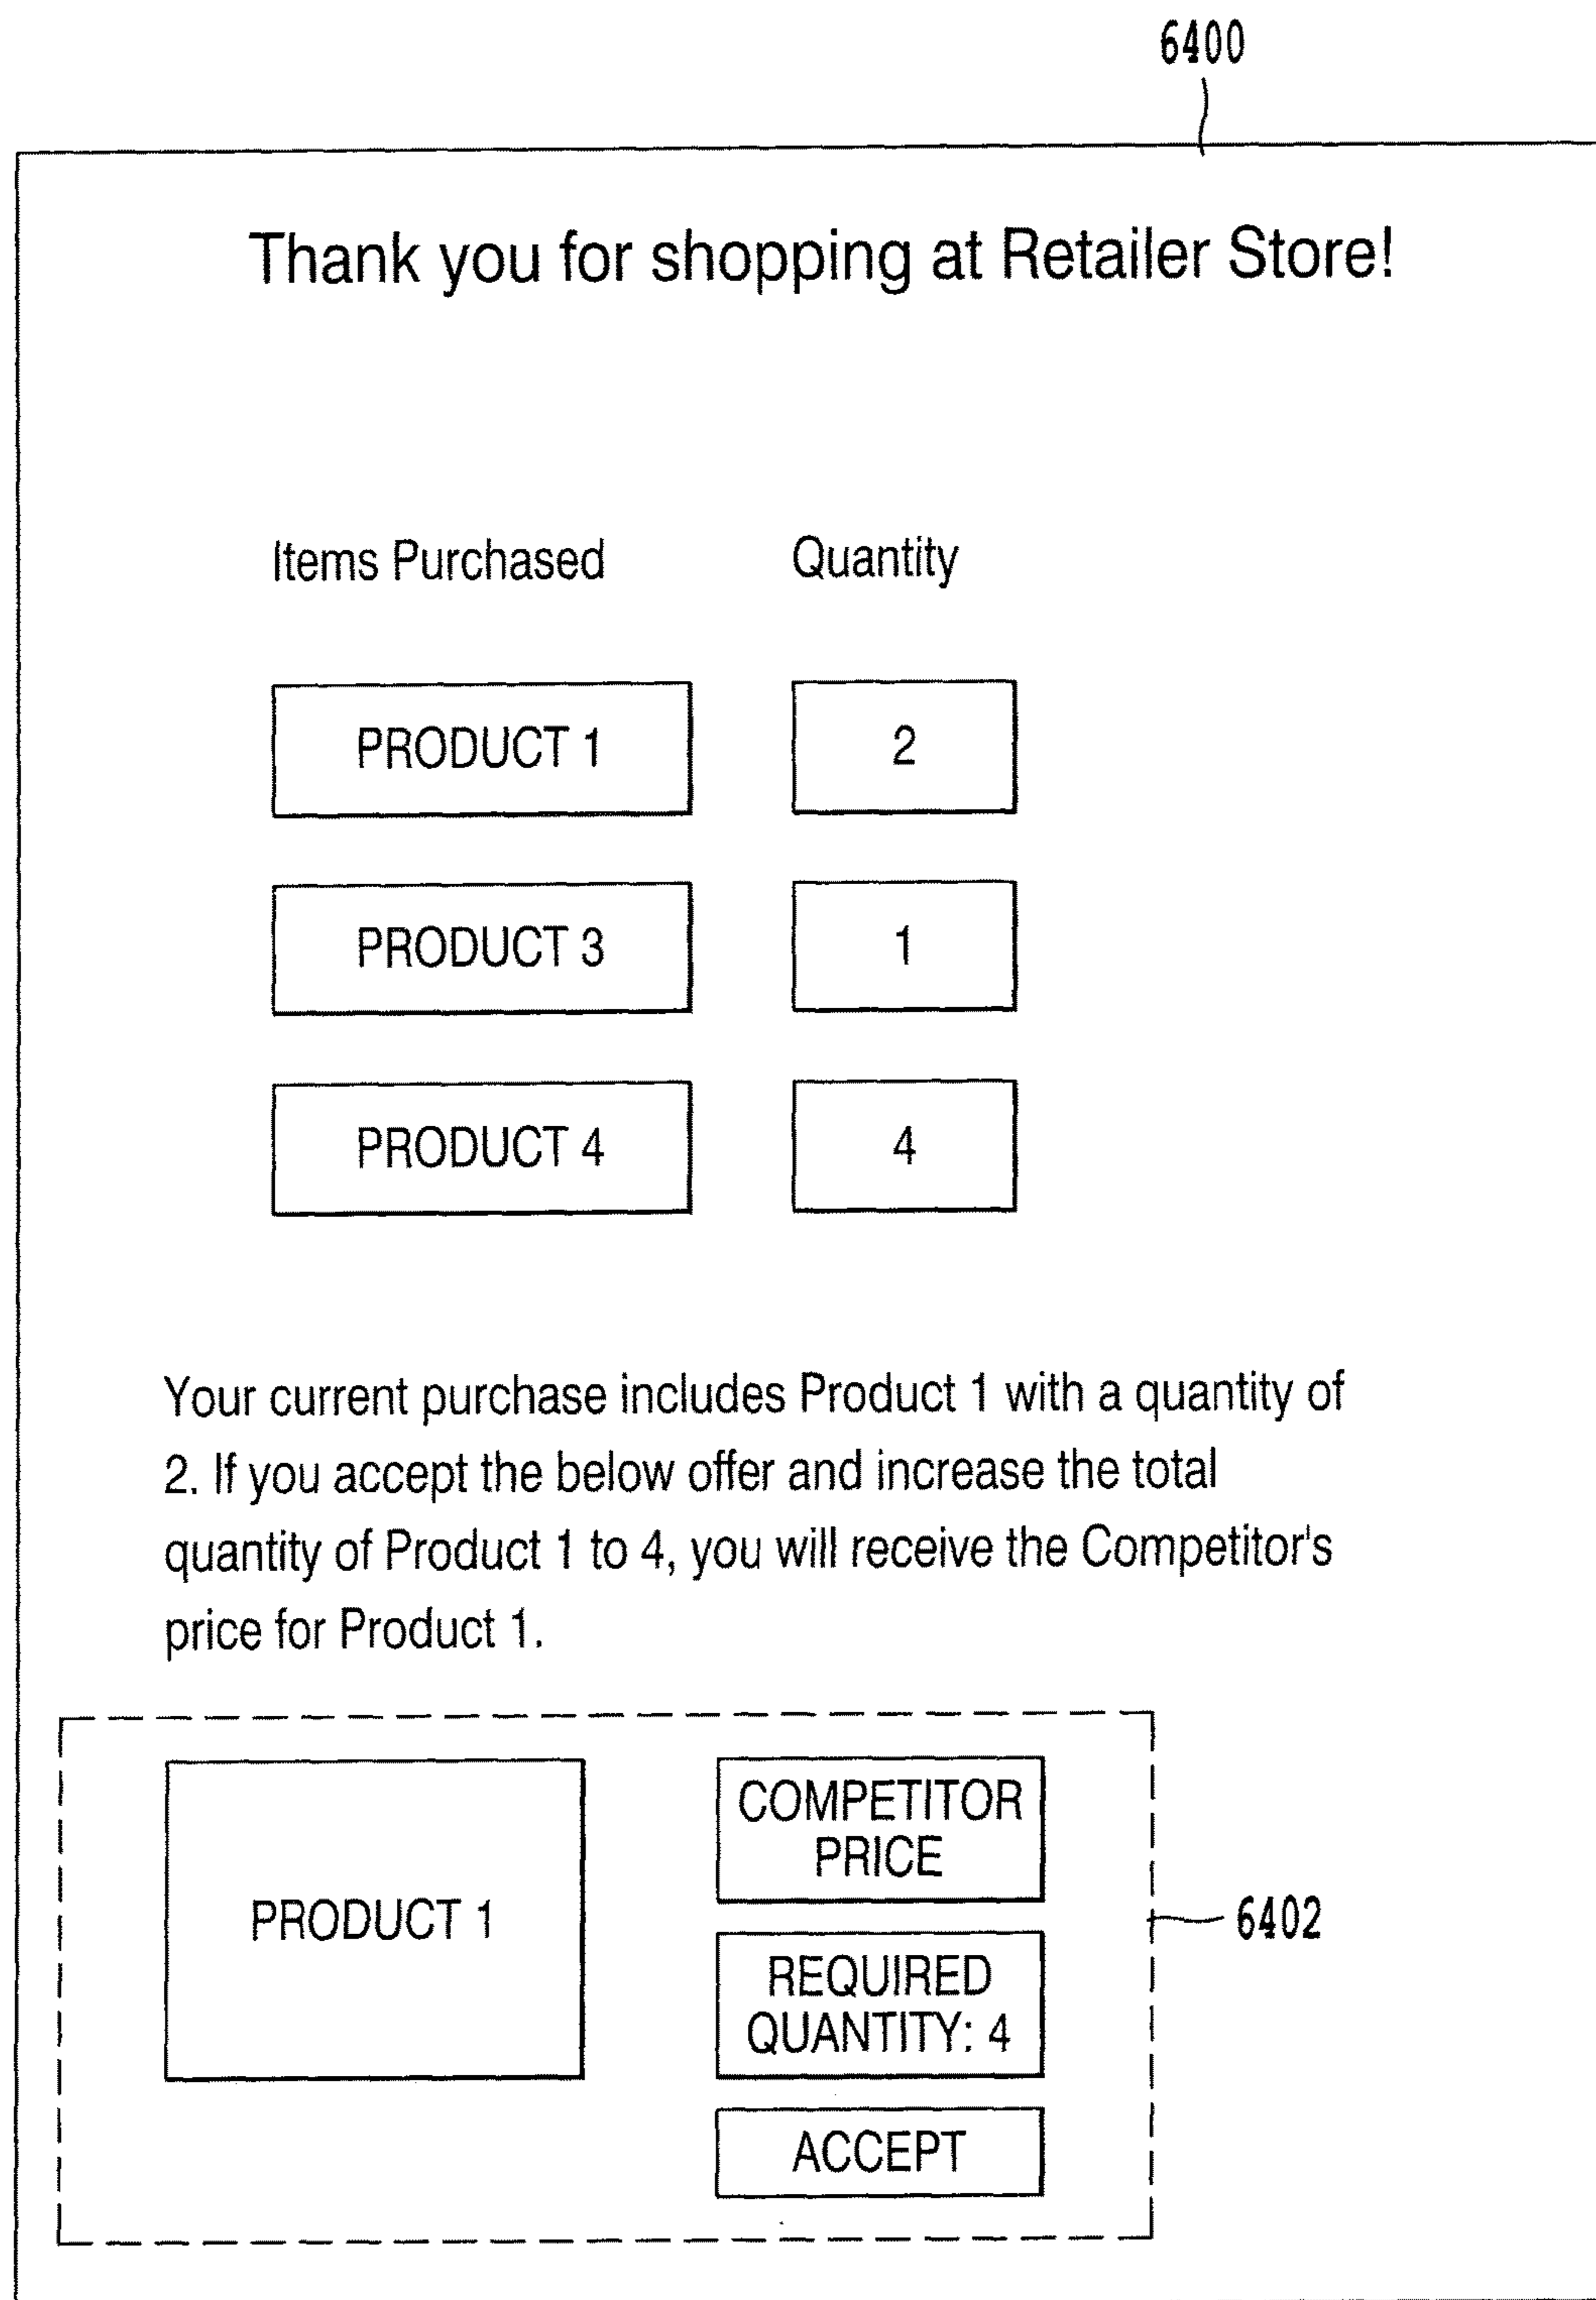 6400
Thank you for shopping at Retailer Store!
Items Purchased Quantity
PRODUCT 1 2
PRODUCT 3 1
PRODUCT 4 4
Your current purchase includes Product 1 with a quantity of
2. If you accept the below offer and increase the total
quantity of Product 1 to 4, you will receive the Competitor's
price for Product 1.
PRODUCT 1
COMPETITOR
PRICE
REQUIRED
QUANTITY: 4
ACCEPT
6402